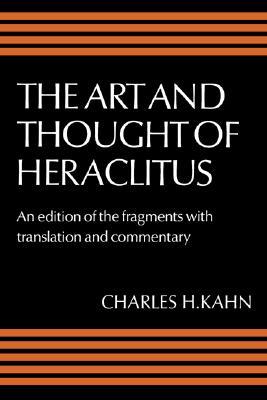 THE ART AND
THOUGHT OF
HERACLITUS
An edition of the fragments with
translation and commentary
CHARLES H. KAHN